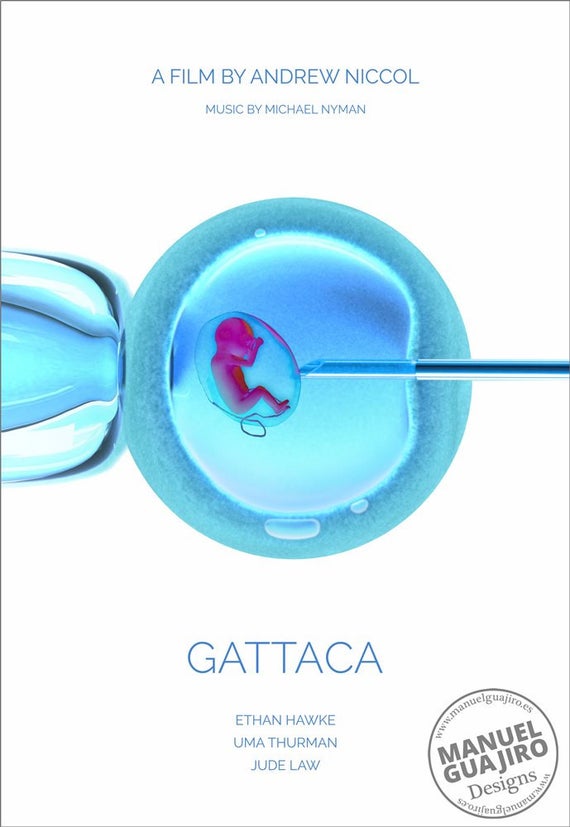 A FILM BY ANDREW NICCOL
MUSIC BY MICHAEL NYMAN
GATTACA
ETHAN HAWKE
UMA THURMAN
JUDE LAW
www.manuelguajiro.es
MANUEL
GUAJIRO
Designs
www.manuelguajiro.es